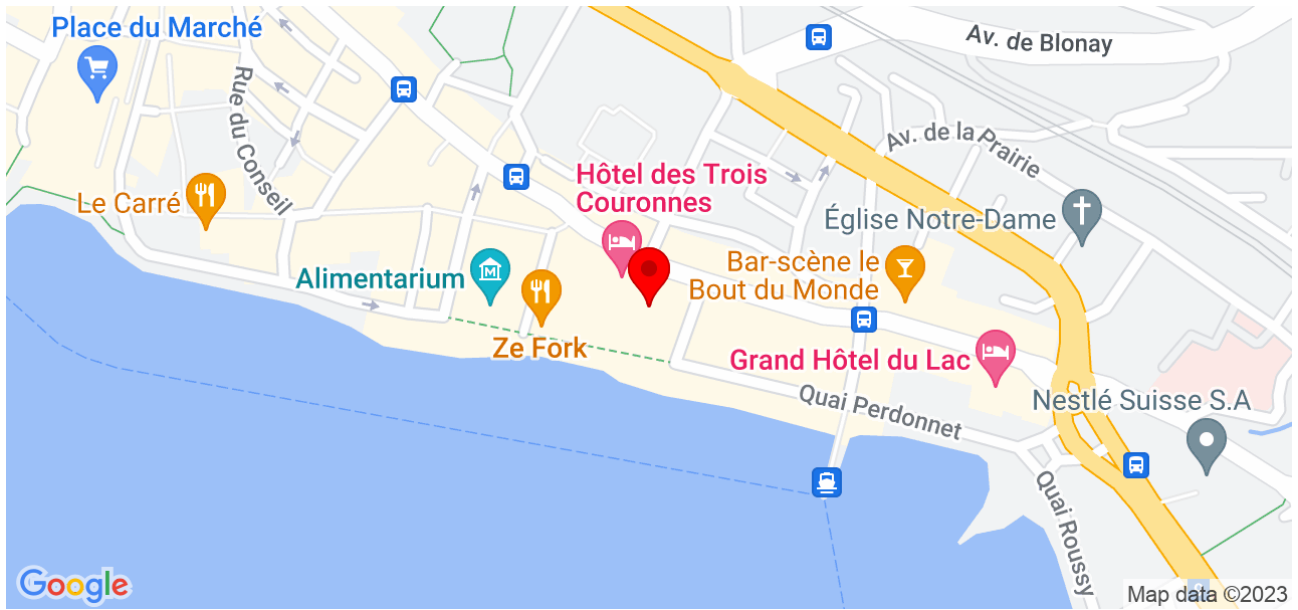 Place du Marché
Av. de Blonay
Rue du Conseil
Av. de la Prairie
Hôtel des Trois
Couronnes
Le Carré
Église Notre-Dame
Alimentarium
M
Bar-scène le
Bout du Monde
Ze Fork
Grand Hôtel du Lac
Quai Perdonnet
Nestlé Suisse S.A
Quai Roussy
Google
Map data ©2023